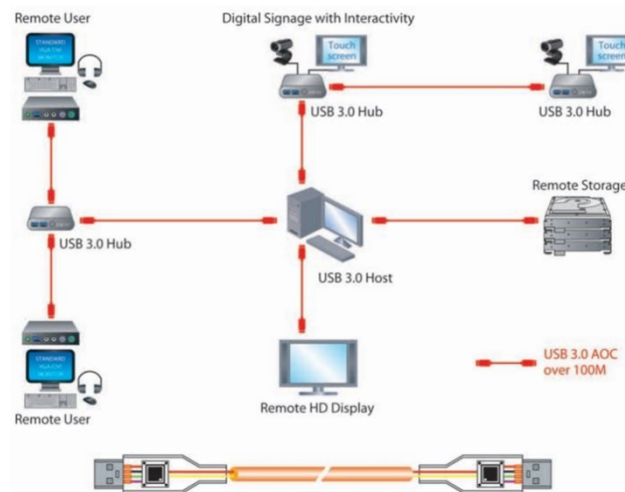 Remote User
Digital Signage with Interactivity
STANDARD
Touch
screen
Touch
screen
USB 3.0 Hub
USB 3.0 Hub
Remote Storage
USB 3.0 Hub
USB 3.0 Host
STANDARD
USB 3.0 AOC
over 100M
Remote HD Display
Remote User